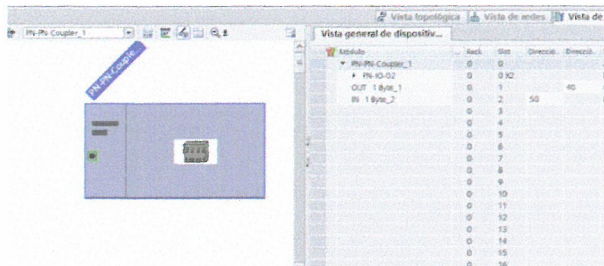 Vista topológica Vista de redes Vista de
PN-PN-Coupler_1 Vista general de dispositiv...
Módulo ... Rack Slot Direcció... Direcció...
PN-PN-Couple...
PN-PN-Coupler_1 0 0
PN-IO-02 0 0 X2
OUT 1 Byte_1 0 1 40
IN 1 Byte_2 0 2 50
0 3
0 4
0 5
0 6
0 7
0 8
0 9
0 10
0 11
0 12
0 13
0 14
0 15
0 16